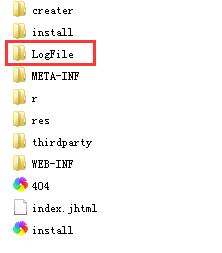 creater
install
LogFile
META-INF
r
res
thirdparty
WEB-INF
404
index.jhtml
install